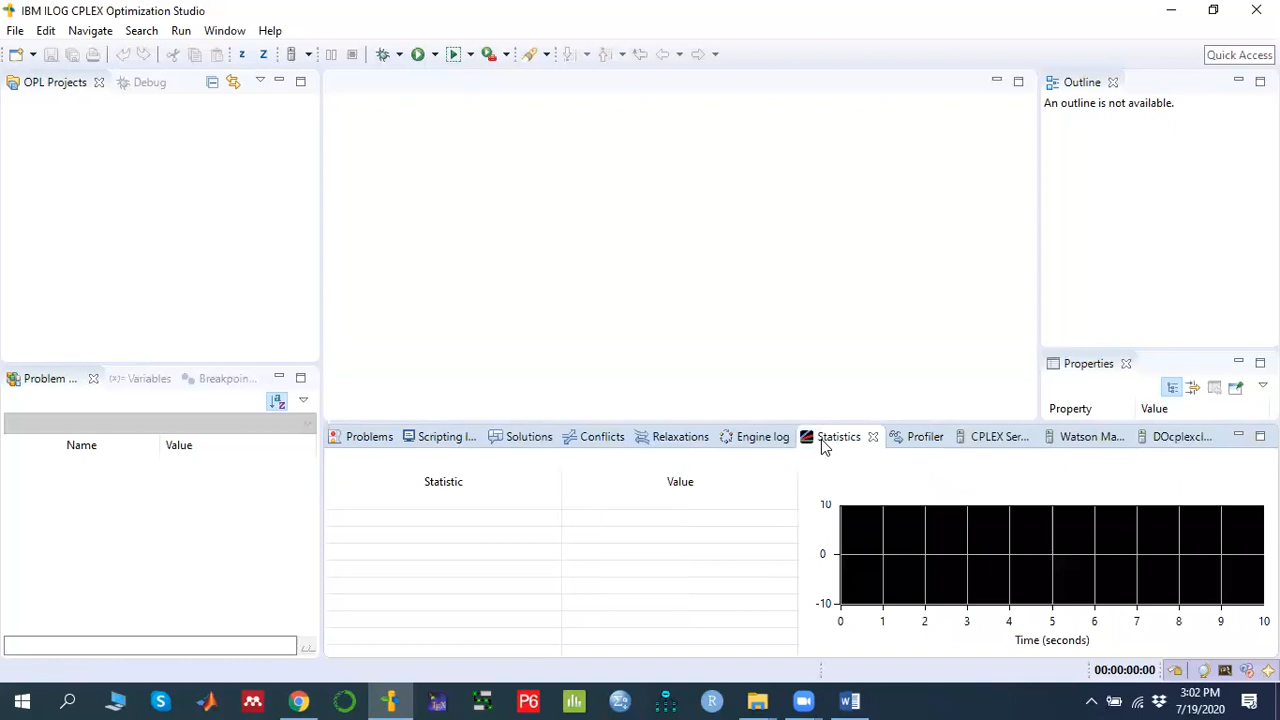 IBM ILOG CPLEX Optimization Studio
File Edit Navigate Search Run Window Help
Quick Access
OPL Projects Debug
Outline
An outline is not available.
Problem ... (x)= Variables Breakpoin...
Name Value
Properties
Property Value
Problems Scripting l... Solutions Conflicts Relaxations Engine log Statistics Profiler CPLEX Ser... Watson Ma... DOcplexcl...
Statistic Value
10
0
-10
0 1 2 3 4 5 6 7 8 9 10
Time (seconds)
00:00:00:00
P6 R W
3:02 PM
7/19/2020